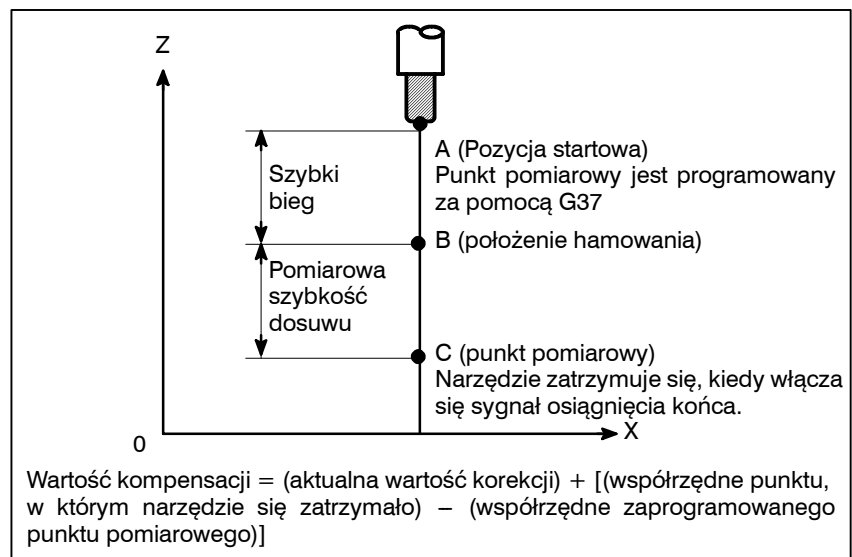 Z
A (Pozycja startowa)
Punkt pomiarowy jest programowany
za pomocą G37
Szybki
bieg
B (położenie hamowania)
Pomiarowa
szybkość
dosuwu
C (punkt pomiarowy)
Narzędzie zatrzymuje się, kiedy włącza
się sygnał osiągnięcia końca.
X
0
Wartość kompensacji = (aktualna wartość korekcji) + [(współrzędne punktu,
w którym narzędzie się zatrzymało) − (współrzędne zaprogramowanego
punktu pomiarowego)]